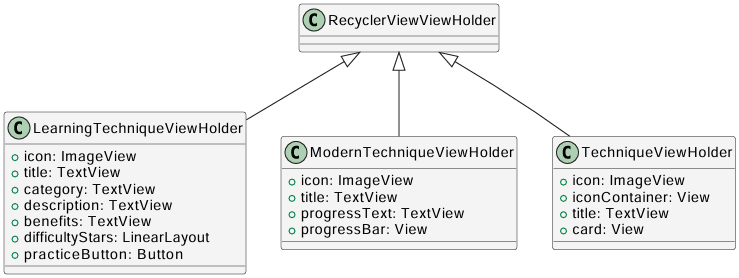 C RecyclerViewViewHolder
C LearningTechniqueViewHolder
icon: ImageView
title: TextView
category: TextView
description: TextView
benefits: TextView
difficultyStars: LinearLayout
practiceButton: Button
C ModernTechniqueViewHolder
icon: ImageView
title: TextView
progressText: TextView
progressBar: View
C TechniqueViewHolder
icon: ImageView
iconContainer: View
title: TextView
card: View